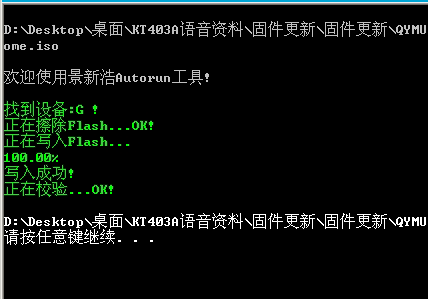 D:\Desktop\桌面\KT403A语音资料\固件更新\固件更新\QYMU
ome.iso
欢迎使用景新浩Autorun工具!
找到设备:G !
正在擦除Flash...OK!
正在写入Flash...
100.00%
写入成功!
正在校验...OK!
D:\Desktop\桌面\KT403A语音资料\固件更新\固件更新\QYMU
请按任意键继续. . .